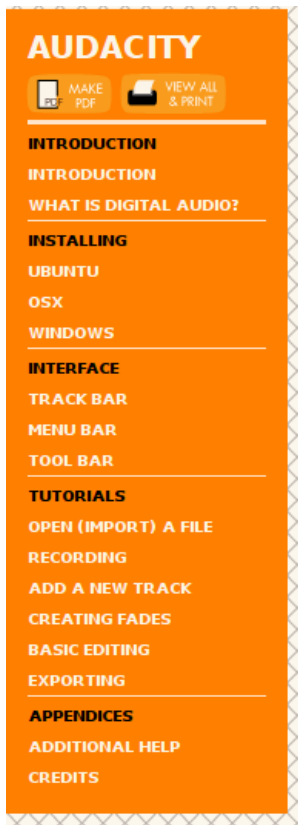 AUDACITY
PDF
MAKE
PDF
VIEW ALL
& PRINT
INTRODUCTION
INTRODUCTION
WHAT IS DIGITAL AUDIO?
INSTALLING
UBUNTU
OSX
WINDOWS
INTERFACE
TRACK BAR
MENU BAR
TOOL BAR
TUTORIALS
OPEN (IMPORT) A FILE
RECORDING
ADD A NEW TRACK
CREATING FADES
BASIC EDITING
EXPORTING
APPENDICES
ADDITIONAL HELP
CREDITS